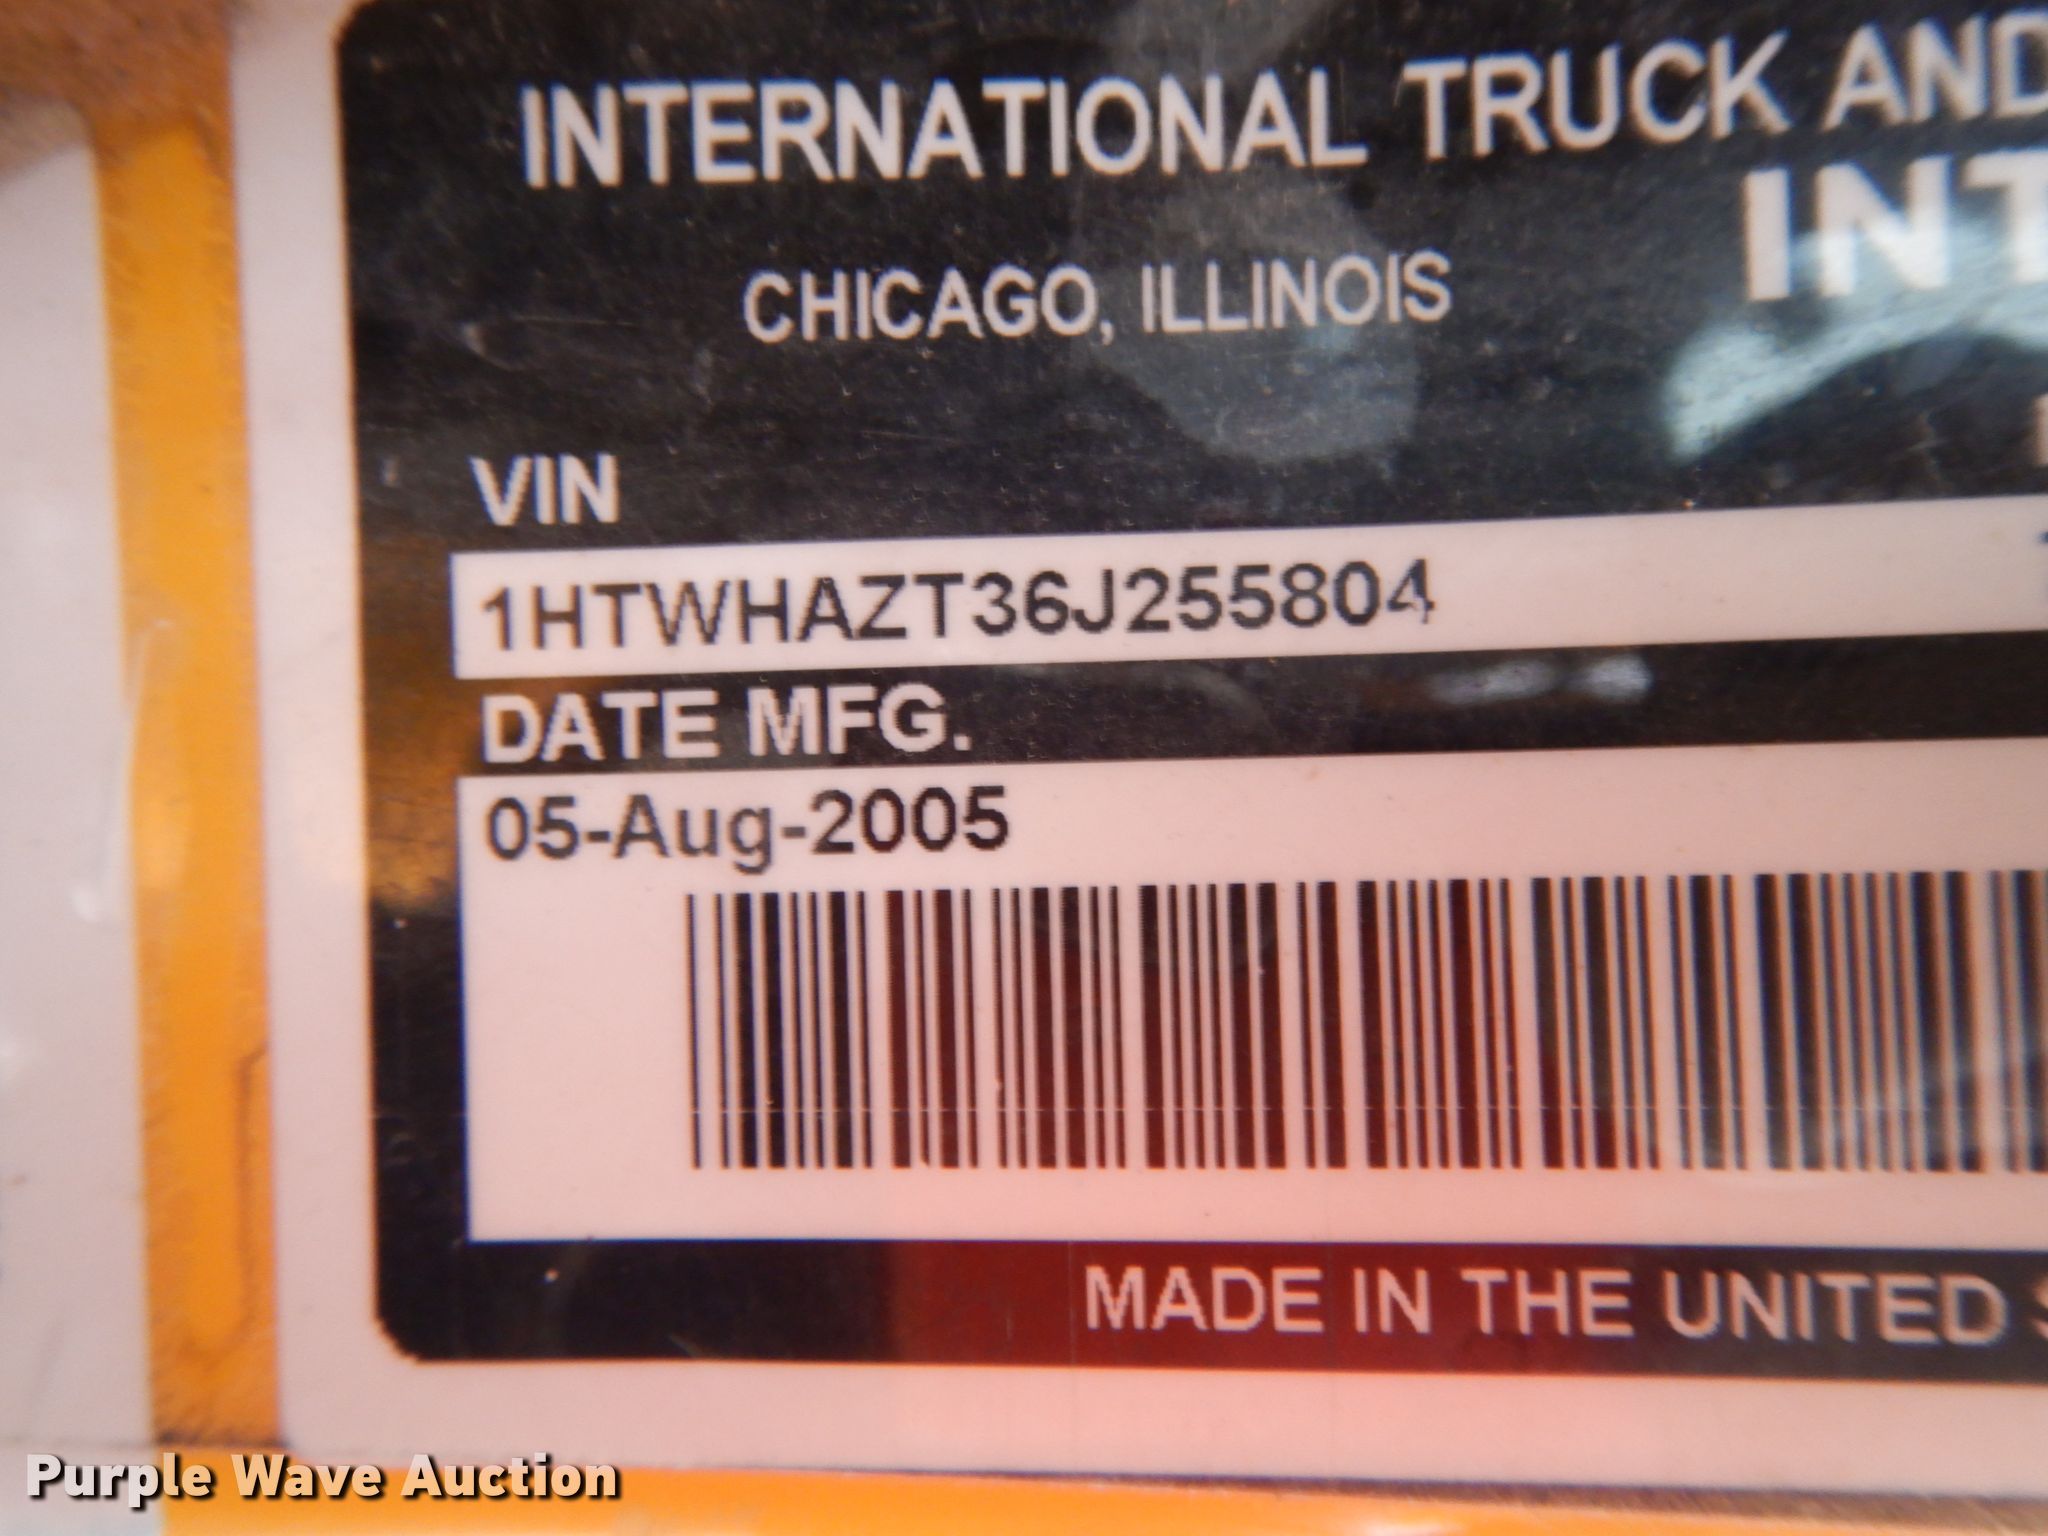 INTERNATIONAL TRUCK AND
INT
CHICAGO, ILLINOIS
VIN
1HTWHAZT36J255804
DATE MFG.
05-Aug-2005
MADE IN THE UNITED
Purple Wave Auction